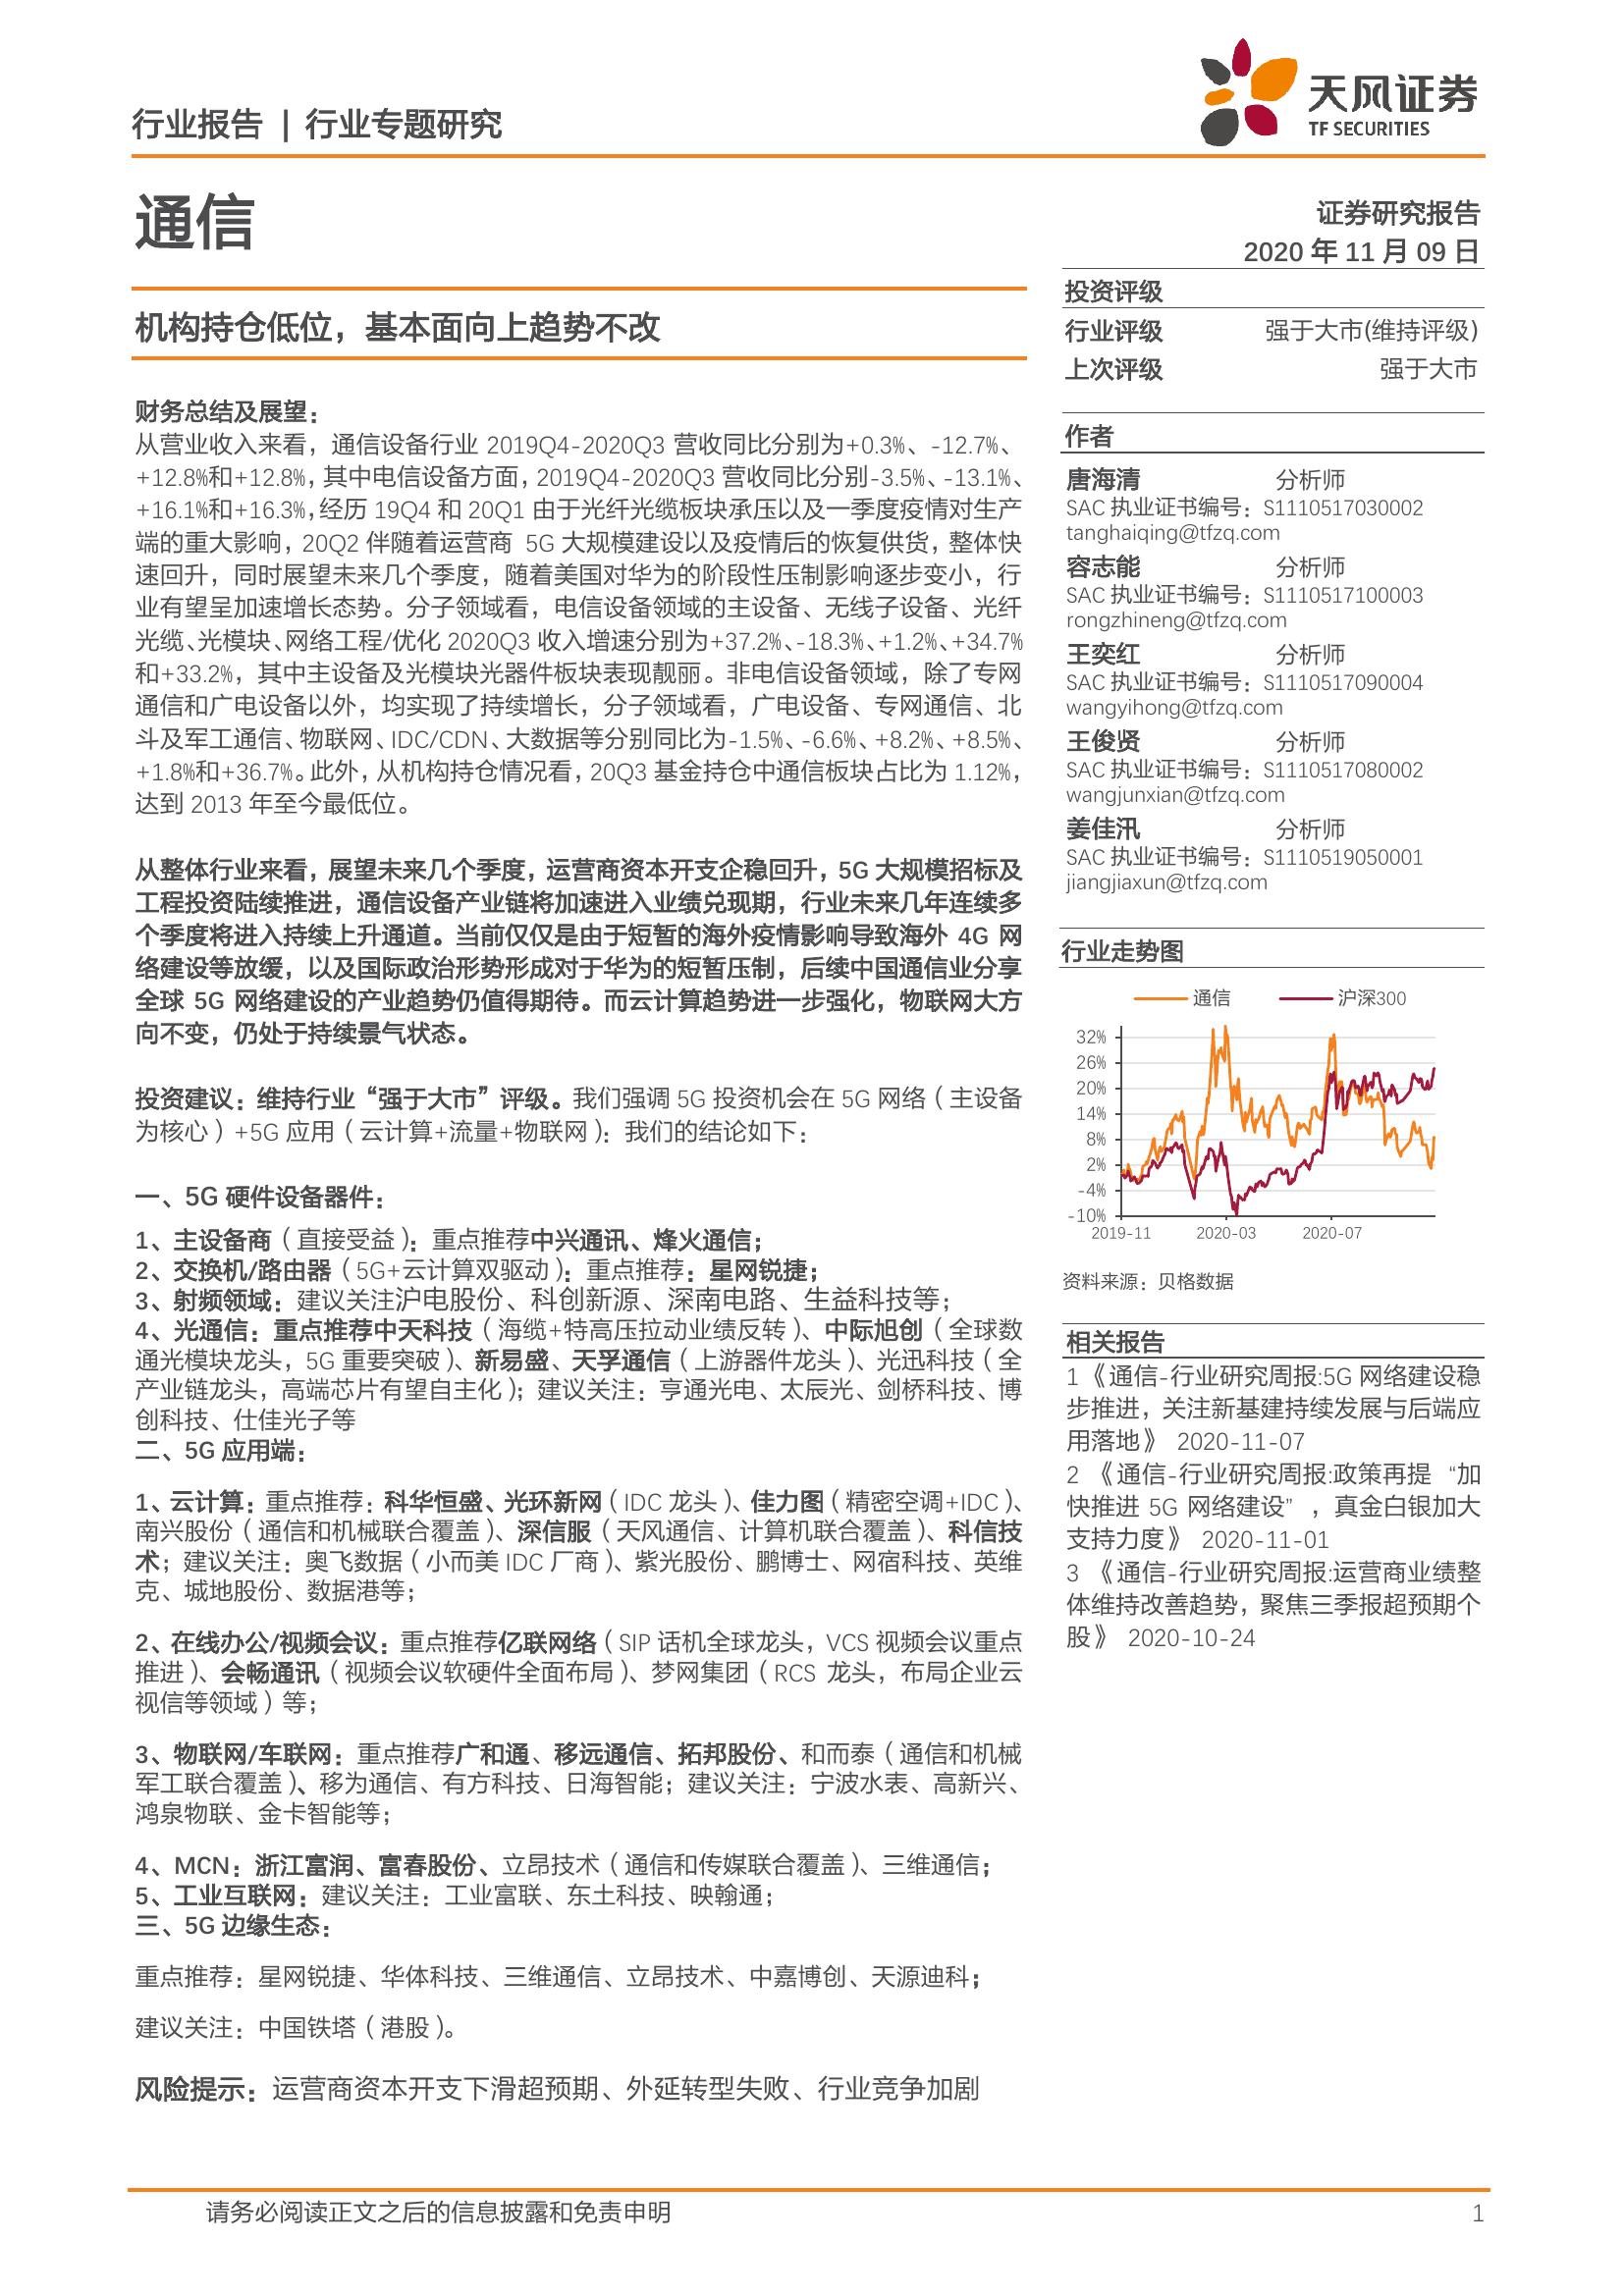 行业报告 | 行业专题研究
天风证券
TF SECURITIES
通信
证券研究报告
2020 年 11 月 09 日
机构持仓低位，基本面向上趋势不改
财务总结及展望：
从营业收入来看，通信设备行业 2019Q4-2020Q3 营收同比分别为+0.3%、-12.7%、
+12.8%和+12.8%，其中电信设备方面，2019Q4-2020Q3 营收同比分别-3.5%、-13.1%、
+16.1%和+16.3%，经历 19Q4 和 20Q1 由于光纤光缆板块承压以及一季度疫情对生产
端的重大影响，20Q2 伴随着运营商 5G 大规模建设以及疫情后的恢复供货，整体快
速回升，同时展望未来几个季度，随着美国对华为的阶段性压制影响逐步变小，行
业有望呈加速增长态势。分子领域看，电信设备领域的主设备、无线子设备、光纤
光缆、光模块、网络工程/优化 2020Q3 收入增速分别为+37.2%、-18.3%、+1.2%、+34.7%
和+33.2%，其中主设备及光模块光器件板块表现靓丽。非电信设备领域，除了专网
通信和广电设备以外，均实现了持续增长，分子领域看，广电设备、专网通信、北
斗及军工通信、物联网、IDC/CDN、大数据等分别同比为-1.5%、-6.6%、+8.2%、+8.5%、
+1.8%和+36.7%。此外，从机构持仓情况看，20Q3 基金持仓中通信板块占比为 1.12%，
达到 2013 年至今最低位。
从整体行业来看，展望未来几个季度，运营商资本开支企稳回升，5G 大规模招标及
工程投资陆续推进，通信设备产业链将加速进入业绩兑现期，行业未来几年连续多
个季度将进入持续上升通道。当前仅仅是由于短暂的海外疫情影响导致海外 4G 网
络建设等放缓，以及国际政治形势形成对于华为的短暂压制，后续中国通信业分享
全球 5G 网络建设的产业趋势仍值得期待。而云计算趋势进一步强化，物联网大方
向不变，仍处于持续景气状态。
投资建议：维持行业“强于大市”评级。我们强调 5G 投资机会在 5G 网络（主设备
为核心）+5G 应用（云计算+流量+物联网）：我们的结论如下：
一、5G 硬件设备器件：
1、主设备商（直接受益）：重点推荐中兴通讯、烽火通信；
2、交换机/路由器（5G+云计算双驱动）：重点推荐：星网锐捷；
3、射频领域：建议关注沪电股份、科创新源、深南电路、生益科技等；
4、光通信：重点推荐中天科技（海缆+特高压拉动业绩反转）、中际旭创（全球数
通光模块龙头，5G 重要突破）、新易盛、天孚通信（上游器件龙头）、光迅科技（全
产业链龙头，高端芯片有望自主化）；建议关注：亨通光电、太辰光、剑桥科技、博
创科技、仕佳光子等
二、5G 应用端：
1、云计算：重点推荐：科华恒盛、光环新网（IDC 龙头）、佳力图（精密空调+IDC）、
南兴股份（通信和机械联合覆盖）、深信服（天风通信、计算机联合覆盖）、科信技
术；建议关注：奥飞数据（小而美 IDC 厂商）、紫光股份、鹏博士、网宿科技、英维
克、城地股份、数据港等；
2、在线办公/视频会议：重点推荐亿联网络（SIP 话机全球龙头，VCS 视频会议重点
推进）、会畅通讯（视频会议软硬件全面布局）、梦网集团（RCS 龙头，布局企业云
视信等领域）等；
3、物联网/车联网：重点推荐广和通、移远通信、拓邦股份、和而泰（通信和机械
军工联合覆盖）、移为通信、有方科技、日海智能；建议关注：宁波水表、高新兴、
鸿泉物联、金卡智能等；
4、MCN：浙江富润、富春股份、立昂技术（通信和传媒联合覆盖）、三维通信；
5、工业互联网：建议关注：工业富联、东土科技、映翰通；
三、5G 边缘生态：
重点推荐：星网锐捷、华体科技、三维通信、立昂技术、中嘉博创、天源迪科；
建议关注：中国铁塔（港股）。
风险提示：运营商资本开支下滑超预期、外延转型失败、行业竞争加剧
投资评级
行业评级 强于大市(维持评级)
上次评级 强于大市
作者
唐海清 分析师
SAC 执业证书编号：S1110517030002
tanghaiqing@tfzq.com
容志能 分析师
SAC 执业证书编号：S1110517100003
rongzhineng@tfzq.com
王奕红 分析师
SAC 执业证书编号：S1110517090004
wangyihong@tfzq.com
王俊贤 分析师
SAC 执业证书编号：S1110517080002
wangjunxian@tfzq.com
姜佳汛 分析师
SAC 执业证书编号：S1110519050001
jiangjiaxun@tfzq.com
行业走势图
通信 沪深300
32%
26%
20%
14%
8%
2%
-4%
-10%
2019-11 2020-03 2020-07
资料来源：贝格数据
相关报告
1 《通信-行业研究周报:5G 网络建设稳
步推进，关注新基建持续发展与后端应
用落地》 2020-11-07
2 《通信-行业研究周报:政策再提 “加
快推进 5G 网络建设” ，真金白银加大
支持力度》 2020-11-01
3 《通信-行业研究周报:运营商业绩整
体维持改善趋势，聚焦三季报超预期个
股》 2020-10-24
请务必阅读正文之后的信息披露和免责申明 1